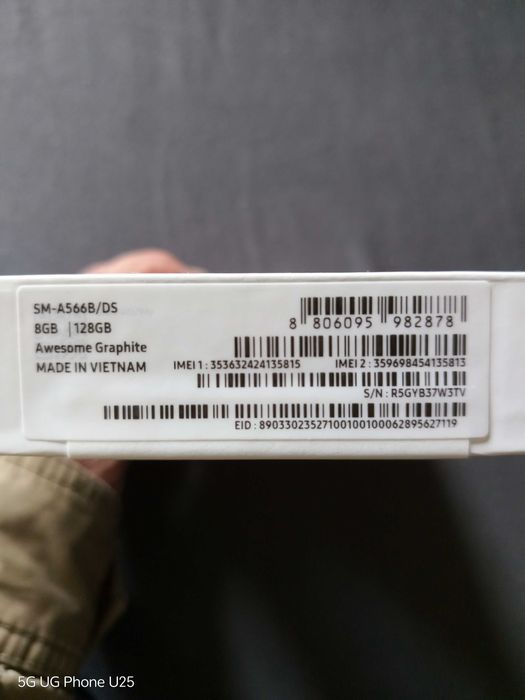 SM-A566B/DS
8GB | 128GB
Awesome Graphite
MADE IN VIETNAM
8 806095 982878
IMEI 1 : 353632424135815 IMEI 2 : 359698454135813
S/N : R5GYB37W3TV
EID : 89033023527100100100062895627119
5G UG Phone U25